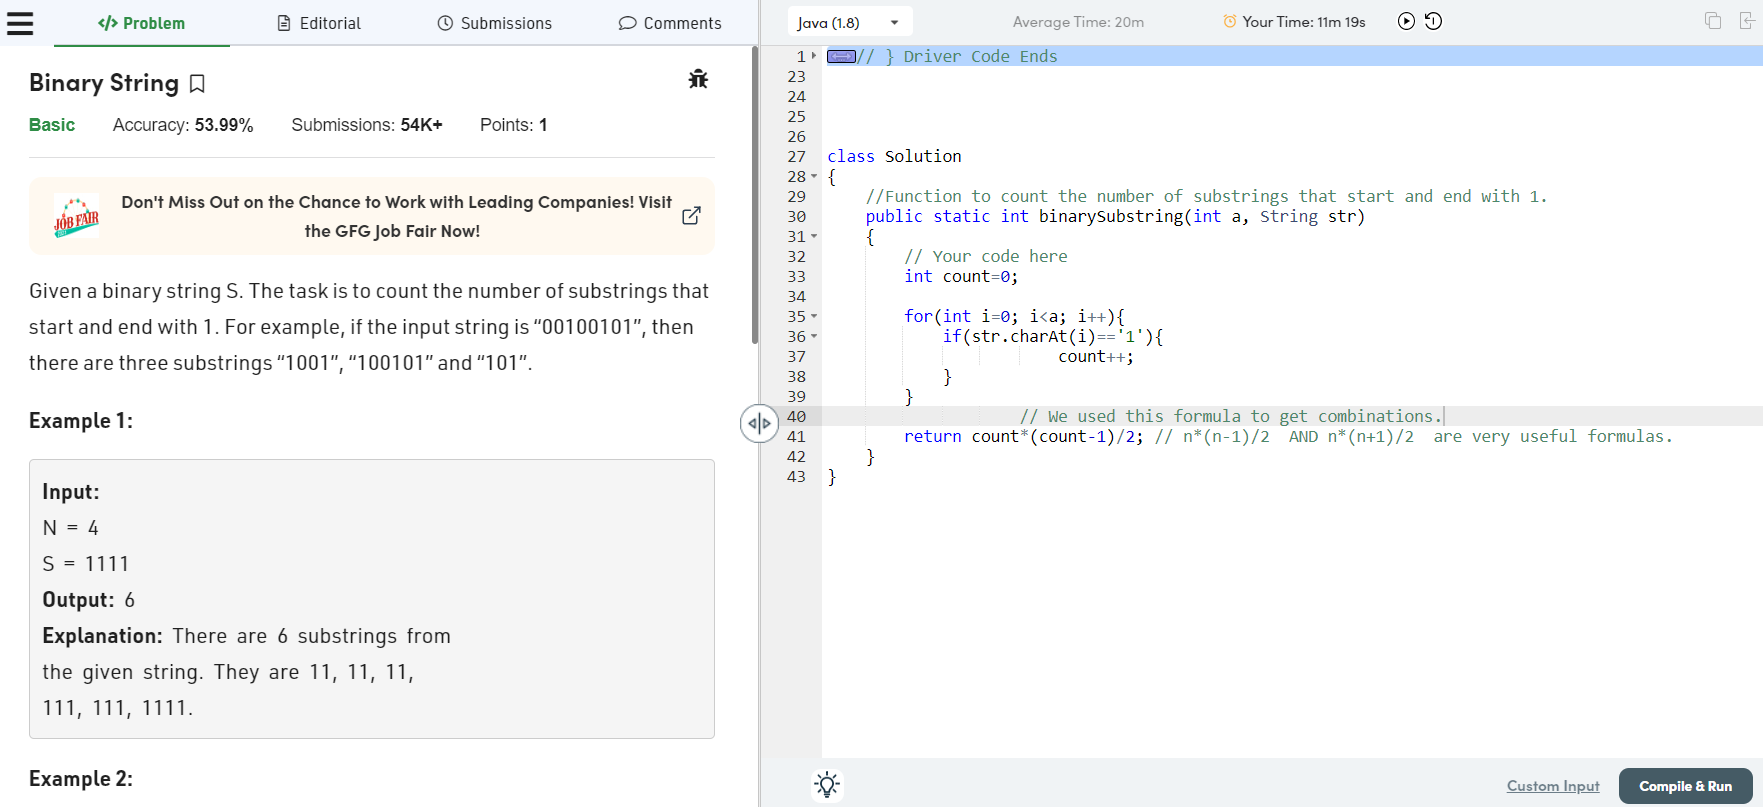 </> Problem
Editorial
Submissions
Comments
Java (1.8)
Average Time: 20m
Your Time: 11m 19s
Binary String
Basic
Accuracy: 53.99%
Submissions: 54K+
Points: 1
JOB FAIR
Don't Miss Out on the Chance to Work with Leading Companies! Visit
the GFG Job Fair Now!
Given a binary string S. The task is to count the number of substrings that
start and end with 1. For example, if the input string is “00100101”, then
there are three substrings “1001”, “100101” and “101”.
Example 1:
Input:
N = 4
S = 1111
Output: 6
Explanation: There are 6 substrings from
the given string. They are 11, 11, 11,
111, 111, 1111.
Example 2:
1 // } Driver Code Ends
23
24
25
26
27 class Solution
28 {
29 //Function to count the number of substrings that start and end with 1.
30 public static int binarySubstring(int a, String str)
31 {
32 // Your code here
33 int count=0;
34
35 for(int i=0; i<a; i++){
36 if(str.charAt(i)=='1'){
37 count++;
38 }
39 }
40 // We used this formula to get combinations.
41 return count*(count-1)/2; // n*(n-1)/2  AND n*(n+1)/2  are very useful formulas.
42 }
43 }
Custom Input
Compile & Run